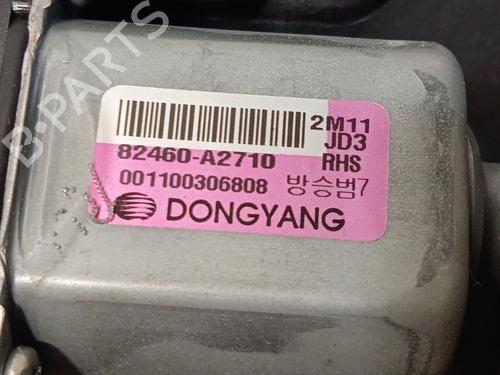 2M11
JD3
82460-A2710
RHS
001100306808 방승범7
DONGYANG
B-PARTS